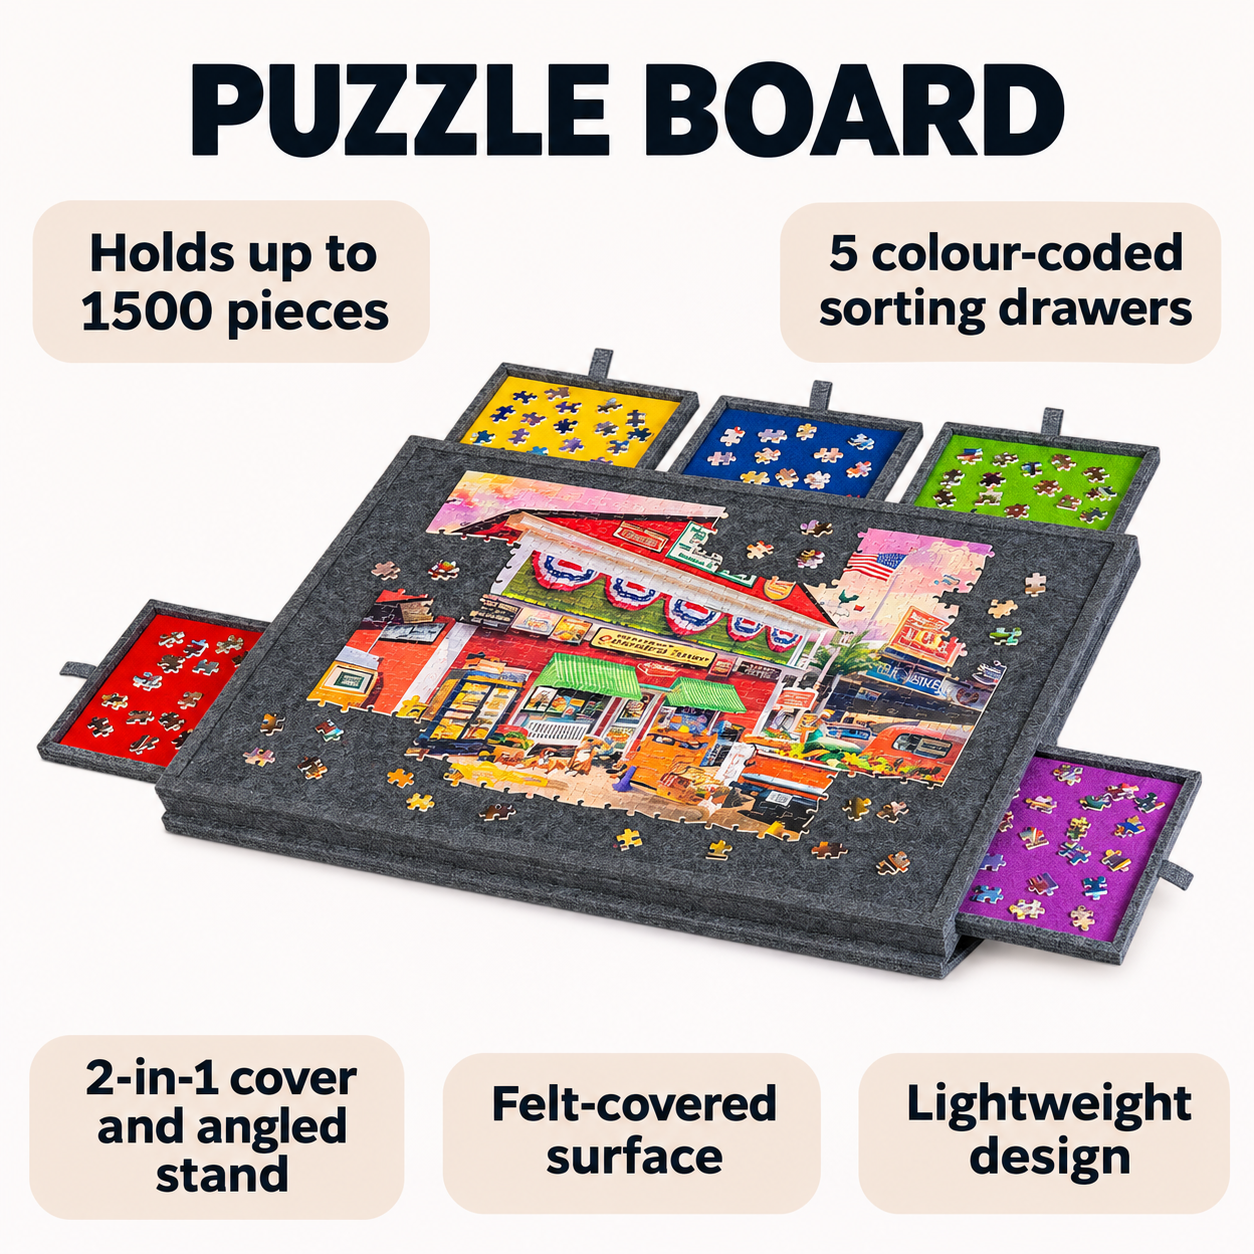 PUZZLE BOARD
Holds up to
1500 pieces
5 colour-coded
sorting drawers
2-in-1 cover
and angled
stand
Felt-covered
surface
Lightweight
design